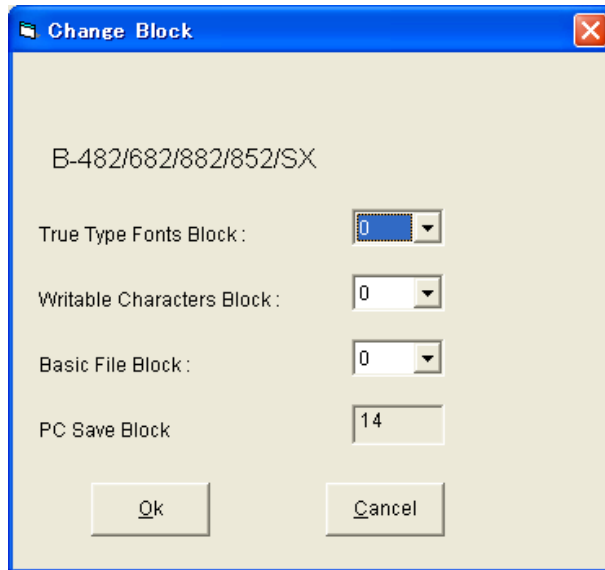 Change Block
B-482/682/882/852/SX
True Type Fonts Block : 0
Writable Characters Block : 0
Basic File Block : 0
PC Save Block 14
Ok Cancel